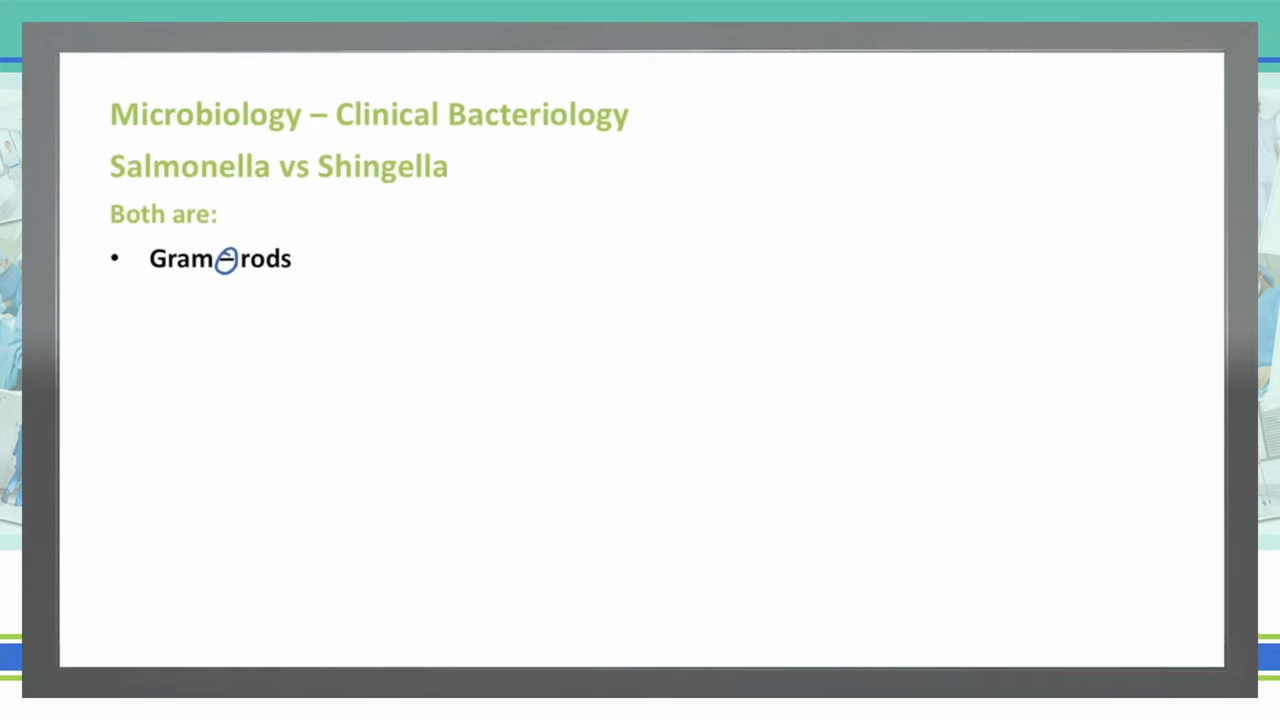 Microbiology – Clinical Bacteriology
Salmonella vs Shingella
Both are:
• Gram – rods